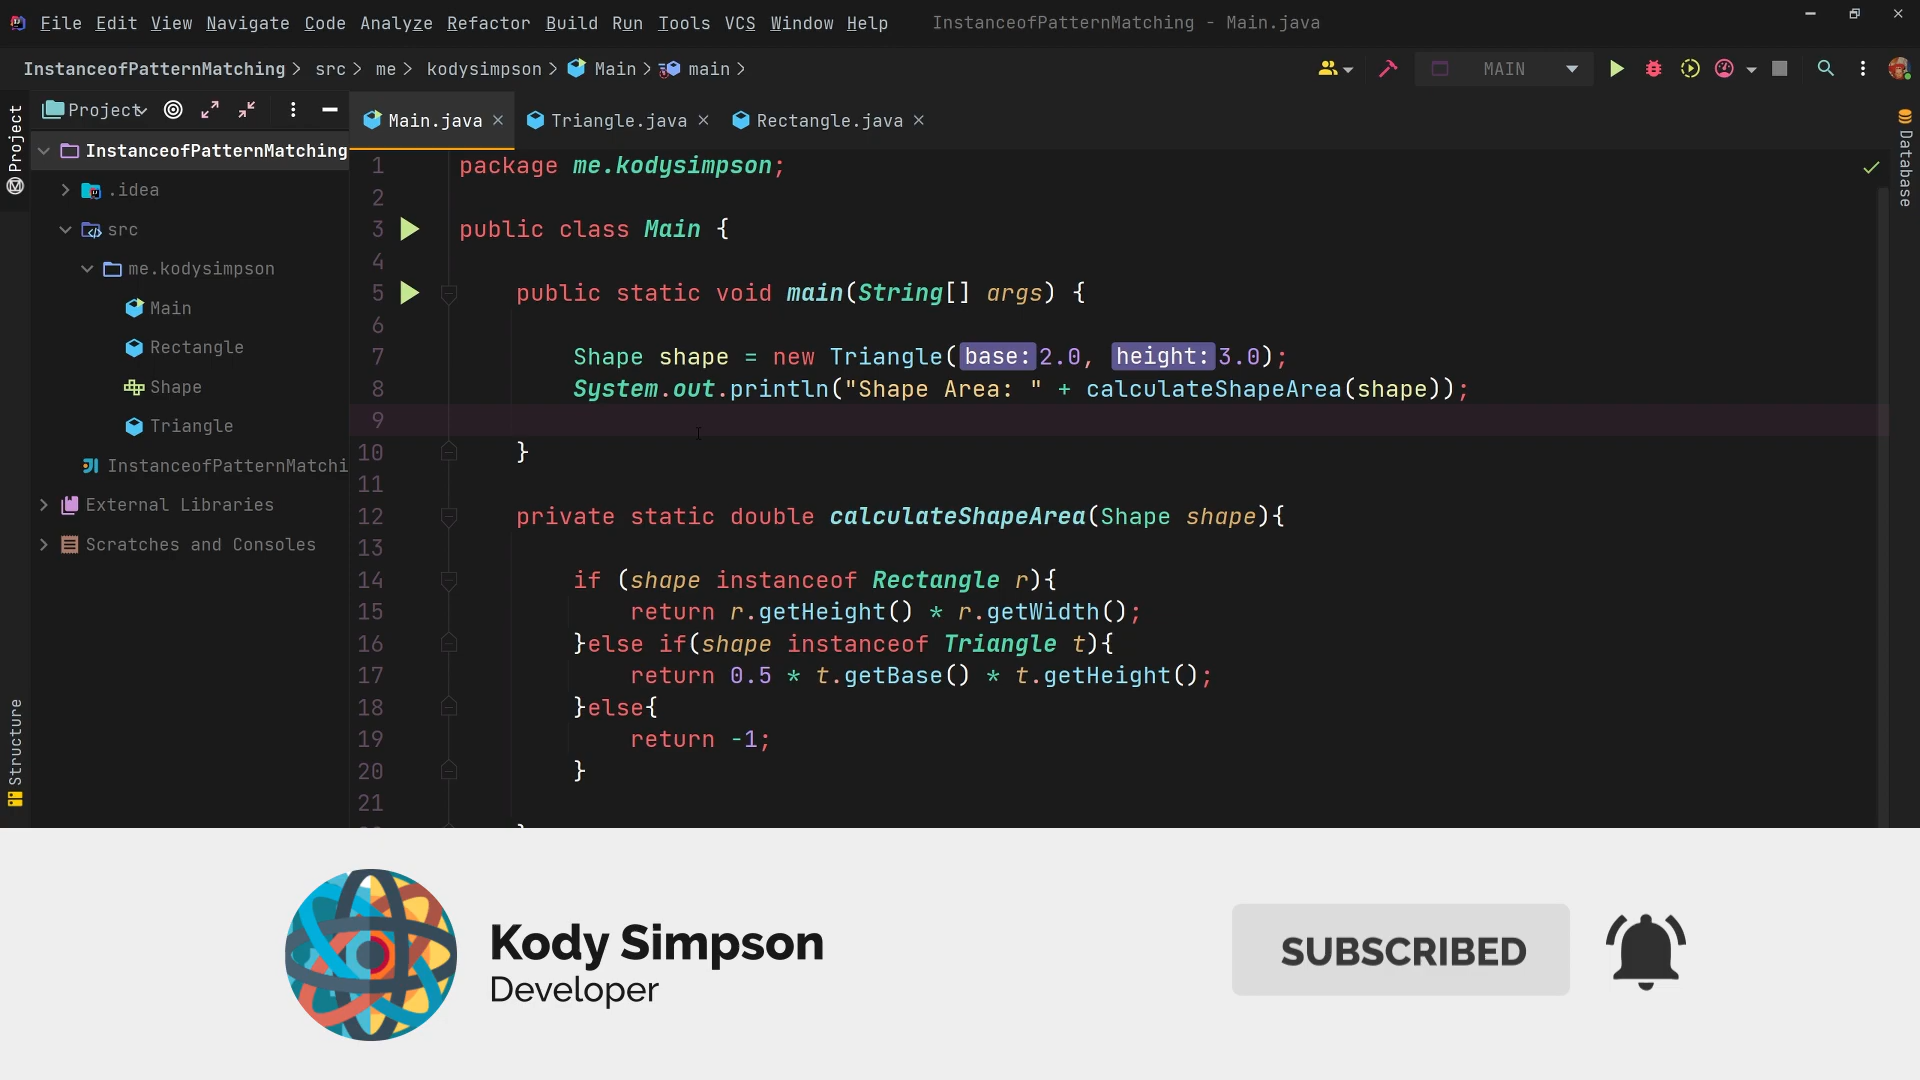 File Edit View Navigate Code Analyze Refactor Build Run Tools VCS Window Help InstanceofPatternMatching - Main.java
InstanceofPatternMatching > src > me > kodysimpson > Main > main >
MAIN
Project
Project
Main.java
Triangle.java
Rectangle.java
Database
InstanceofPatternMatching
.idea
src
me.kodysimpson
Main
Rectangle
Shape
Triangle
InstanceofPatternMatchi
External Libraries
Scratches and Consoles
Structure
1 package me.kodysimpson;
2
3 public class Main {
4
5 public static void main(String[] args) {
6
7 Shape shape = new Triangle( base: 2.0, height: 3.0);
8 System.out.println("Shape Area: " + calculateShapeArea(shape));
9
10 }
11
12 private static double calculateShapeArea(Shape shape){
13
14 if (shape instanceof Rectangle r){
15 return r.getHeight() * r.getWidth();
16 }else if(shape instanceof Triangle t){
17 return 0.5 * t.getBase() * t.getHeight();
18 }else{
19 return -1;
20 }
21
Kody Simpson
Developer
SUBSCRIBED